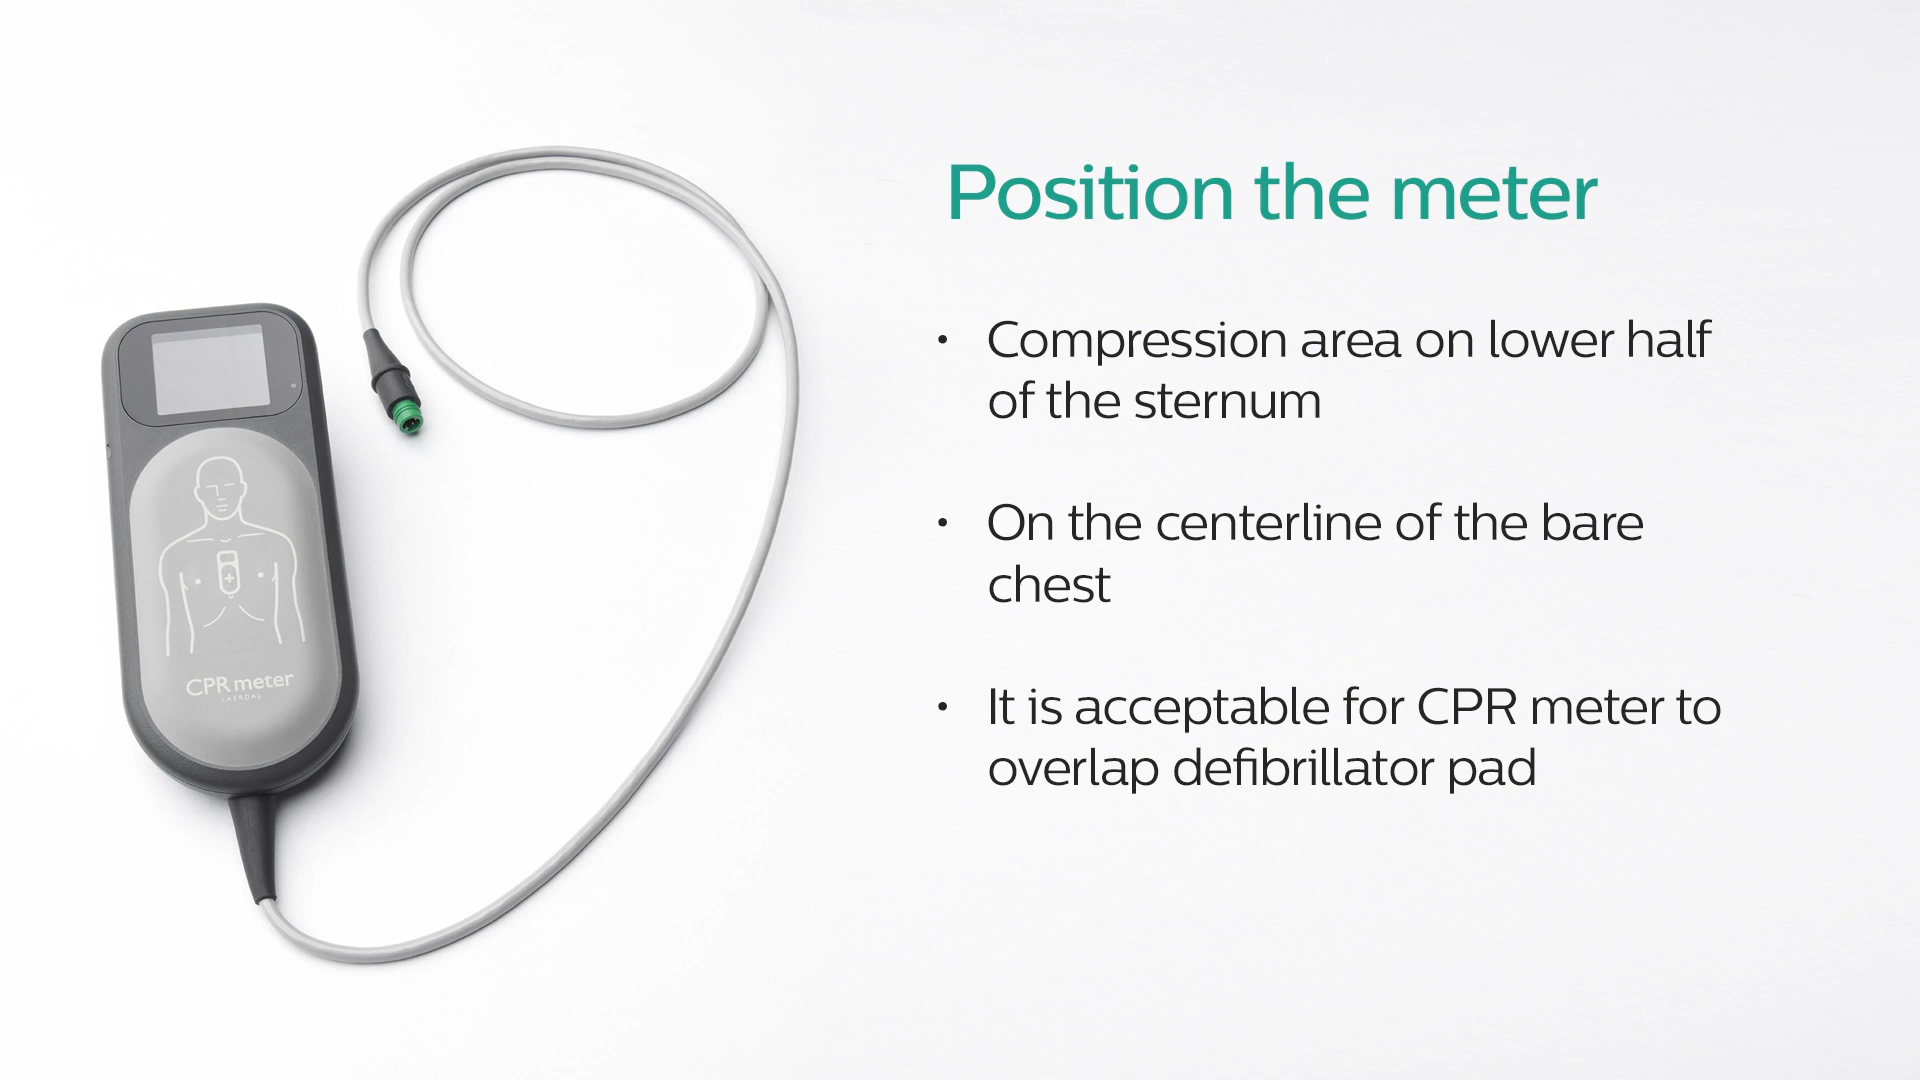 Position the meter
• Compression area on lower half
of the sternum
• On the centerline of the bare
chest
• It is acceptable for CPR meter to
overlap defibrillator pad
CPR meter
LAERDAL